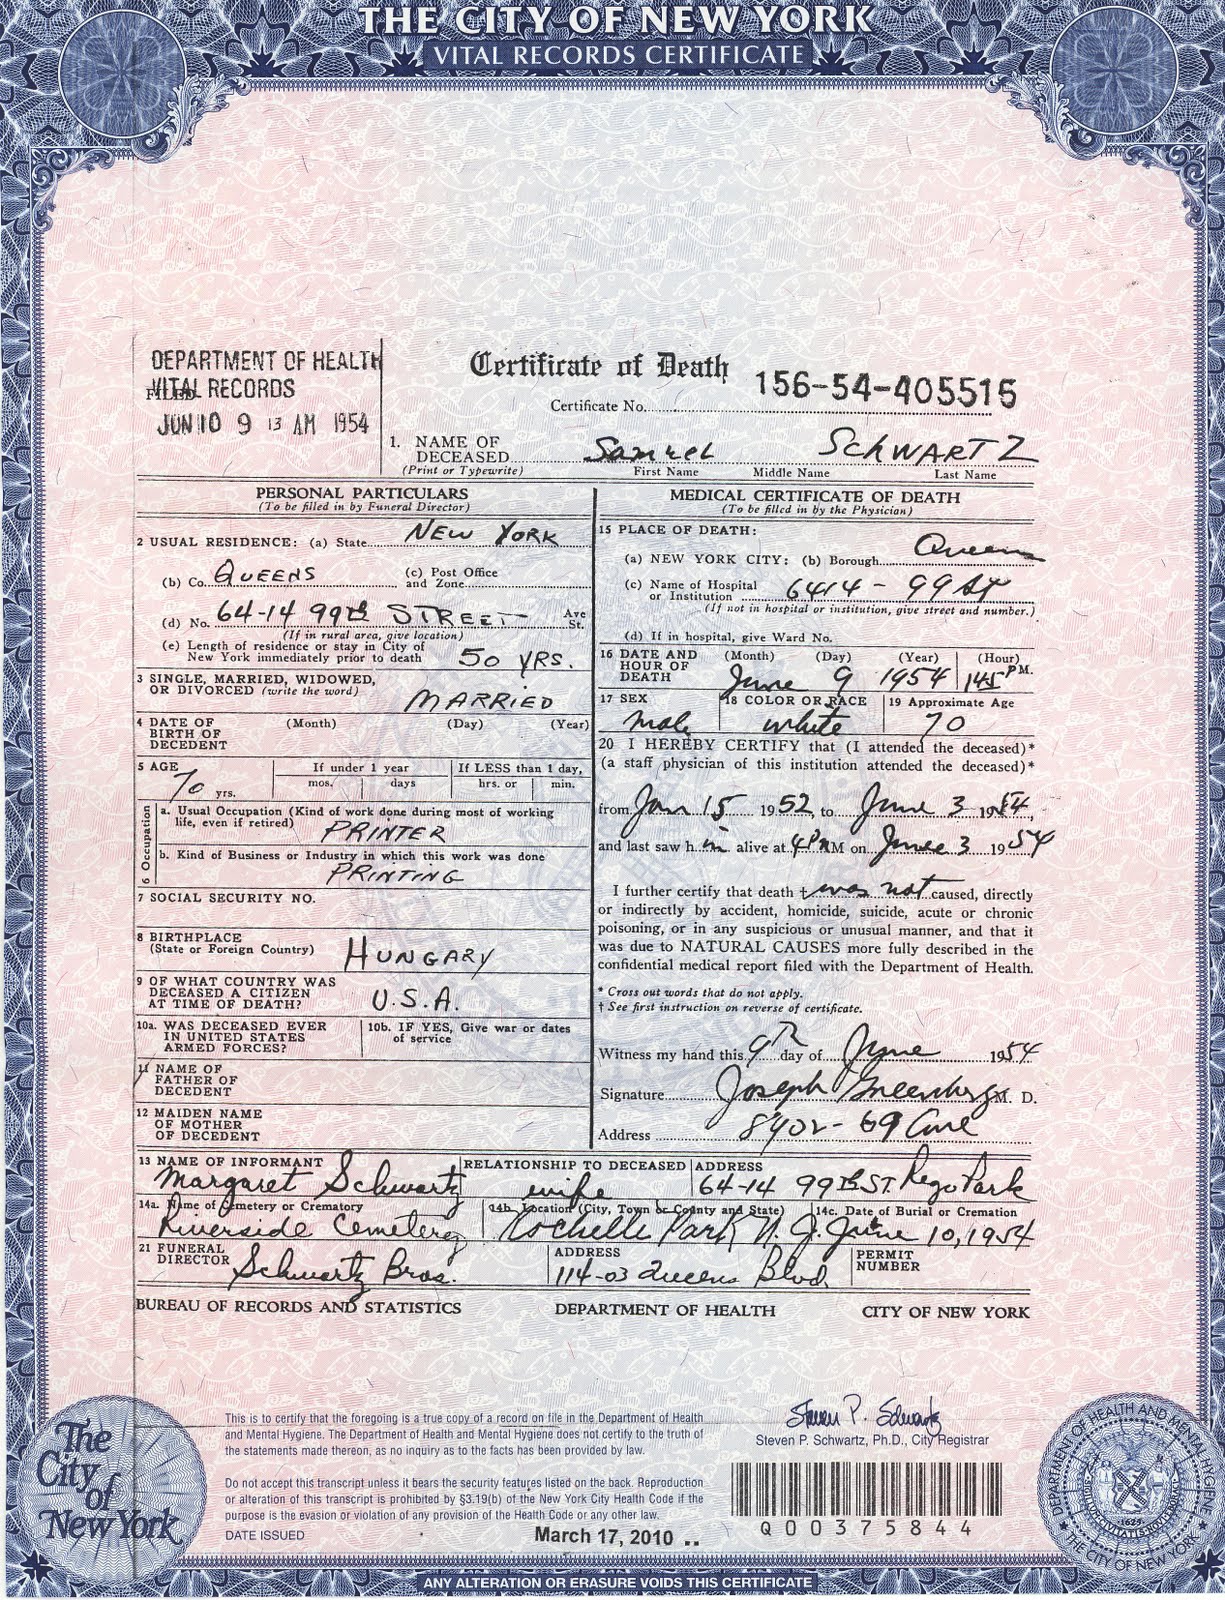 THE CITY OF NEW YORK
VITAL RECORDS CERTIFICATE
DEPARTMENT OF HEALTH
VITAL RECORDS
FILED
JUN 10 9 13 AM 1954
Certificate of Death
156-54-405515
Certificate No.
1. NAME OF DECEASED Samuel SCHWARTZ
(Print or Typewrite) First Name Middle Name Last Name
PERSONAL PARTICULARS
(To be filled in by Funeral Director)
2 USUAL RESIDENCE: (a) State NEW YORK
(b) Co. QUEENS (c) Post Office and Zone
(d) No. 64-14 99th STREET Ave St.
(If in rural area, give location)
(e) Length of residence or stay in City of
New York immediately prior to death 50 YRS.
3 SINGLE, MARRIED, WIDOWED,
OR DIVORCED (write the word) MARRIED
4 DATE OF BIRTH OF DECEDENT (Month) (Day) (Year)
5 AGE 70 yrs. If under 1 year mos. days If LESS than 1 day, hrs. or min.
6 Occupation
a. Usual Occupation (Kind of work done during most of working
life, even if retired) PRINTER
b. Kind of Business or Industry in which this work was done
PRINTING
7 SOCIAL SECURITY NO.
8 BIRTHPLACE
(State or Foreign Country) HUNGARY
9 OF WHAT COUNTRY WAS
DECEASED A CITIZEN
AT TIME OF DEATH? U.S.A.
10a. WAS DECEASED EVER
IN UNITED STATES
ARMED FORCES?
10b. IF YES, Give war or dates
of service
11 NAME OF
FATHER OF
DECEDENT
12 MAIDEN NAME
OF MOTHER
OF DECEDENT
MEDICAL CERTIFICATE OF DEATH
(To be filled in by the Physician)
15 PLACE OF DEATH:
(a) NEW YORK CITY: (b) Borough Queens
(c) Name of Hospital
or Institution 6414 - 99 St
(If not in hospital or institution, give street and number.)
(d) If in hospital, give Ward No.
16 DATE AND HOUR OF DEATH (Month) (Day) (Year) (Hour)
June 9 1954 145 PM.
17 SEX male 18 COLOR OR RACE white 19 Approximate Age 70
20 I HEREBY CERTIFY that (I attended the deceased)*
(a staff physician of this institution attended the deceased)*
from Jan 15 1952, to June 3 1954,
and last saw him alive at 4 PM M on June 3 1954
I further certify that death † was not caused, directly
or indirectly by accident, homicide, suicide, acute or chronic
poisoning, or in any suspicious or unusual manner, and that it
was due to NATURAL CAUSES more fully described in the
confidential medical report filed with the Department of Health.
* Cross out words that do not apply.
† See first instruction on reverse of certificate.
Witness my hand this 9th day of June 1954
Signature Joseph Greenberg M. D.
Address 8402 - 69 Ave
13 NAME OF INFORMANT RELATIONSHIP TO DECEASED ADDRESS
Margaret Schwartz wife 64-14 99th ST. Rego Park
14a. Name of Cemetery or Crematory 14b. Location (City, Town or County and State) 14c. Date of Burial or Cremation
Riverside Cemetery Rochelle Park N.J. June 10, 1954
21 FUNERAL DIRECTOR Schwartz Bros. ADDRESS 114-03 Queens Blvd. PERMIT NUMBER
BUREAU OF RECORDS AND STATISTICS DEPARTMENT OF HEALTH CITY OF NEW YORK
The City of New York
This is to certify that the foregoing is a true copy of a record on file in the Department of Health
and Mental Hygiene. The Department of Health and Mental Hygiene does not certify to the truth of
the statements made thereon, as no inquiry as to the facts has been provided by law.
Do not accept this transcript unless it bears the security features listed on the back. Reproduction
or alteration of this transcript is prohibited by §3.19(b) of the New York City Health Code if the
purpose is the evasion or violation of any provision of the Health Code or any other law.
DATE ISSUED March 17, 2010
Steven P. Schwartz
Steven P. Schwartz, Ph.D., City Registrar
Q00375844
DEPARTMENT OF HEALTH AND MENTAL HYGIENE
THE CITY OF NEW YORK
1625
ANY ALTERATION OR ERASURE VOIDS THIS CERTIFICATE